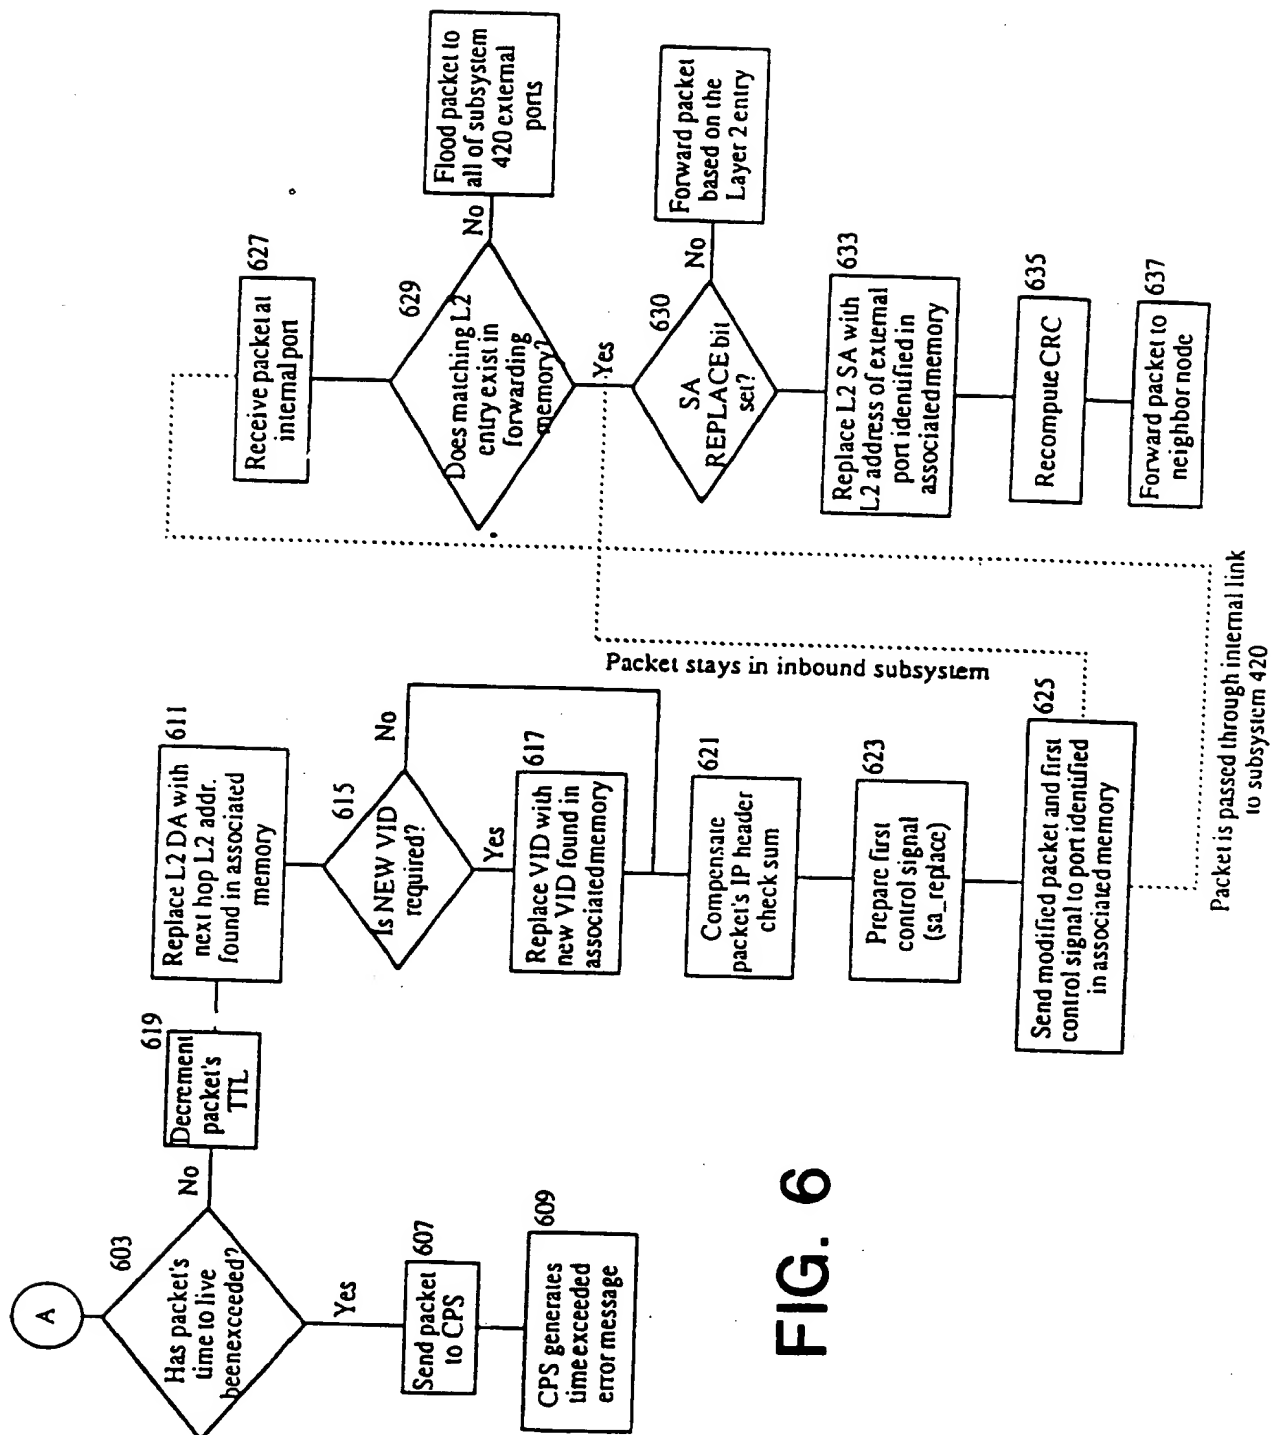 A
603
Has packet's
time to live
beenexceeded?
No
Yes
607
Send packet
to CPS
609
CPS generates
time exceeded
error message
619
Decrement
packet's
TTL
611
Replace L2 DA with
next hop L2 addr.
found in associated
memory
615
Is NEW VID
required?
No
Yes
617
Replace VID with
new VID found in
associated memory
621
Compensate
packet's IP header
check sum
623
Prepare first
control signal
(sa_replace)
625
Send modified packet and first
control signal to port identified
in associated memory
Packet stays in inbound subsystem
Packet is passed through internal link
to subsystem 420
627
Receive packet at
internal port
629
Does matching L2
entry exist in
forwarding
memory?
No
Flood packet to
all of subsystem
420 external
ports
Yes
630
SA
REPLACE bit
set?
No
Forward packet
based on the
Layer 2 entry
633
Replace L2 SA with
L2 address of external
port identified in
associated memory
635
Recompute CRC
637
Forward packet to
neighbor node
FIG. 6